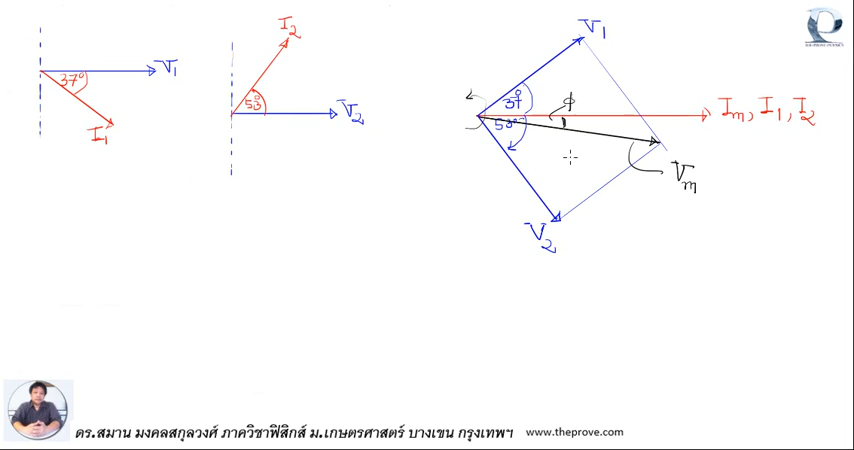 V1
37°
I1
I2
53°
V2
V1
37°
53°
ϕ
Im, I1, I2
Vm
V2
ดร.สมาน มงคลสกุลวงศ์ ภาควิชาฟิสิกส์ ม.เกษตรศาสตร์ บางเขน กรุงเทพฯ www.theprove.com